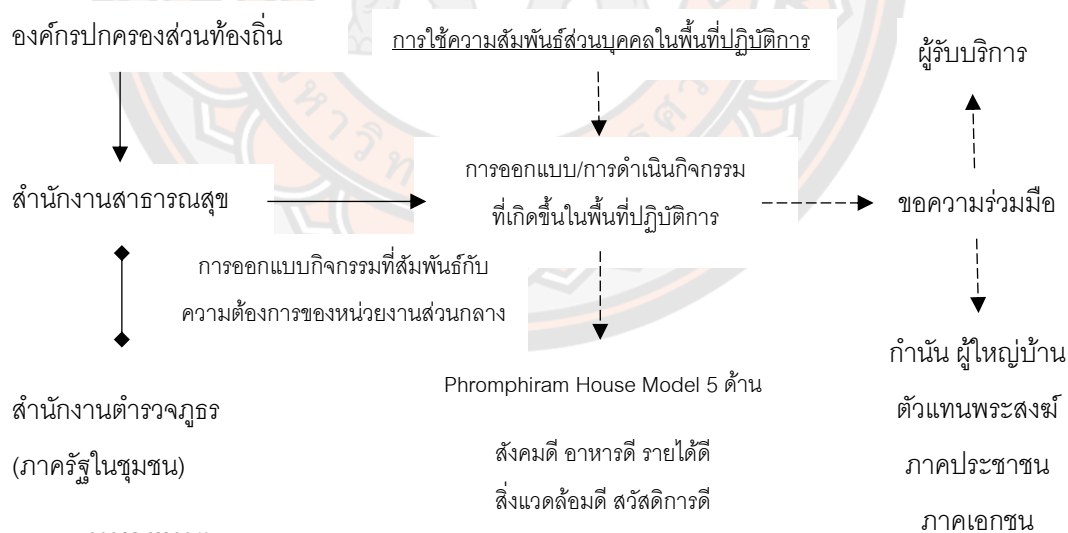 องค์กรปกครองส่วนท้องถิ่น
การใช้ความสัมพันธ์ส่วนบุคคลในพื้นที่ปฏิบัติการ
ผู้รับบริการ
สำนักงานสาธารณสุข
การออกแบบ/การดำเนินกิจกรรม
ที่เกิดขึ้นในพื้นที่ปฏิบัติการ
ขอความร่วมมือ
การออกแบบกิจกรรมที่สัมพันธ์กับ
ความต้องการของหน่วยงานส่วนกลาง
สำนักงานตำรวจภูธร
(ภาครัฐในชุมชน)
Phromphiram House Model 5 ด้าน
สังคมดี อาหารดี รายได้ดี
สิ่งแวดล้อมดี สวัสดิการดี
กำนัน ผู้ใหญ่บ้าน
ตัวแทนพระสงฆ์
ภาคประชาชน
ภาคเอกชน